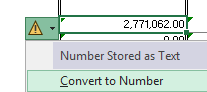 2,771,062.00
0.00
Number Stored as Text
Convert to Number